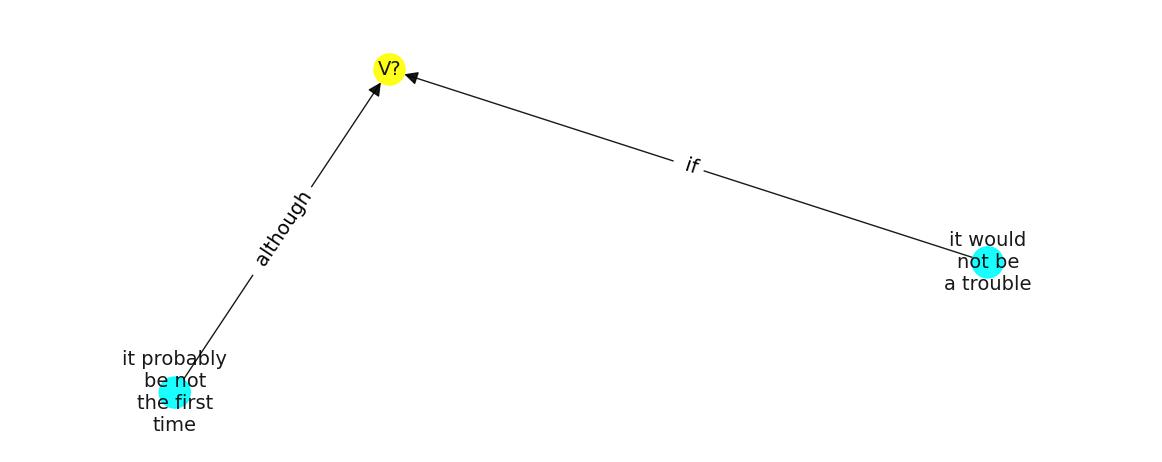 V?
if
although
it would
not be
a trouble
it probably
be not
the first
time